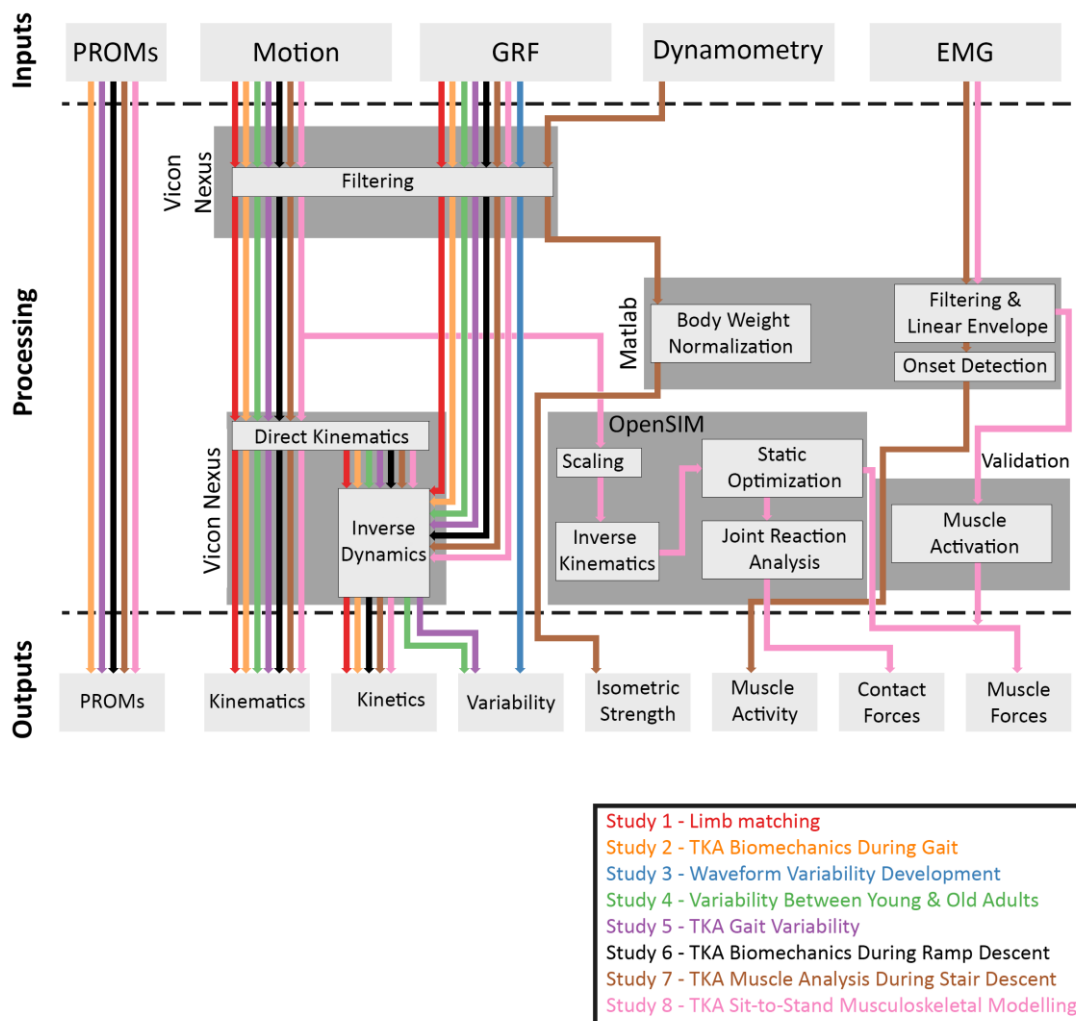 Inputs
PROMs
Motion
GRF
Dynamometry
EMG
Processing
Vicon
Nexus
Filtering
Matlab
Body Weight
Normalization
Filtering &
Linear Envelope
Onset Detection
Vicon Nexus
Direct Kinematics
Inverse
Dynamics
OpenSIM
Scaling
Inverse
Kinematics
Static
Optimization
Joint Reaction
Analysis
Validation
Muscle
Activation
Outputs
PROMs
Kinematics
Kinetics
Variability
Isometric
Strength
Muscle
Activity
Contact
Forces
Muscle
Forces
Study 1 - Limb matching
Study 2 - TKA Biomechanics During Gait
Study 3 - Waveform Variability Development
Study 4 - Variability Between Young & Old Adults
Study 5 - TKA Gait Variability
Study 6 - TKA Biomechanics During Ramp Descent
Study 7 - TKA Muscle Analysis During Stair Descent
Study 8 - TKA Sit-to-Stand Musculoskeletal Modelling